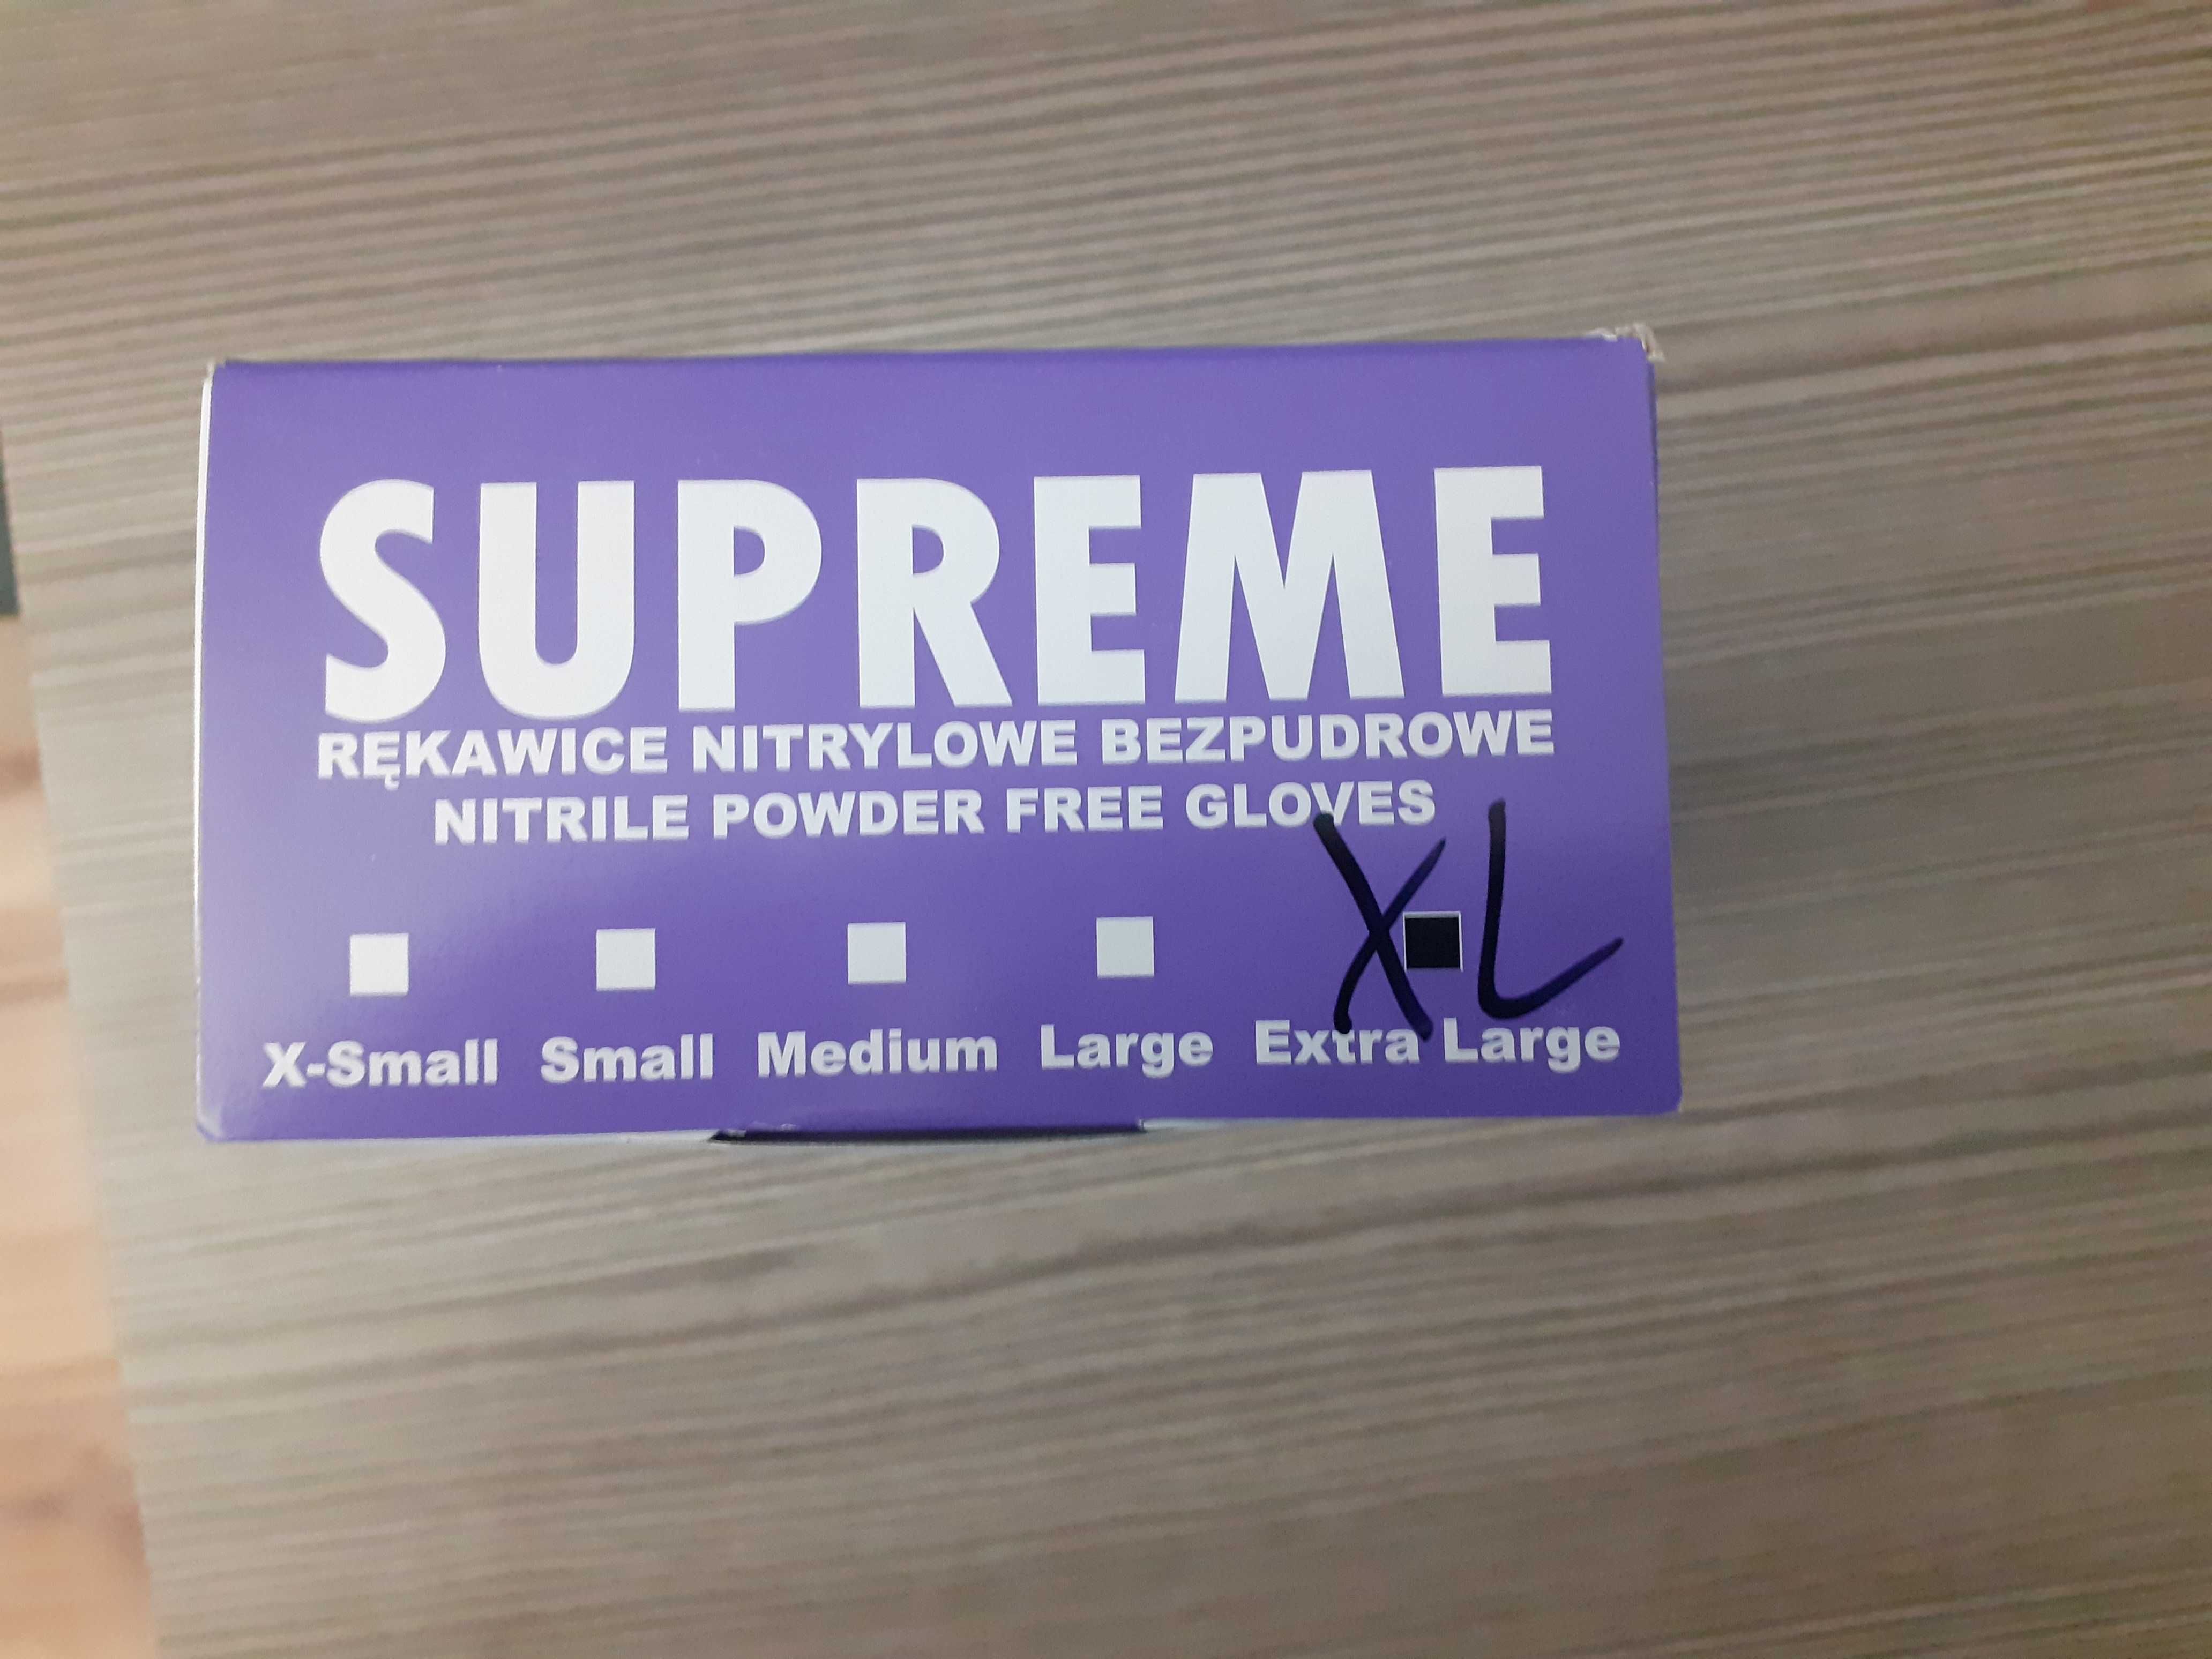 SUPREME
RĘKAWICE NITRYLOWE BEZPUDROWE
NITRILE POWDER FREE GLOVES
XL
X-Small Small Medium Large Extra Large